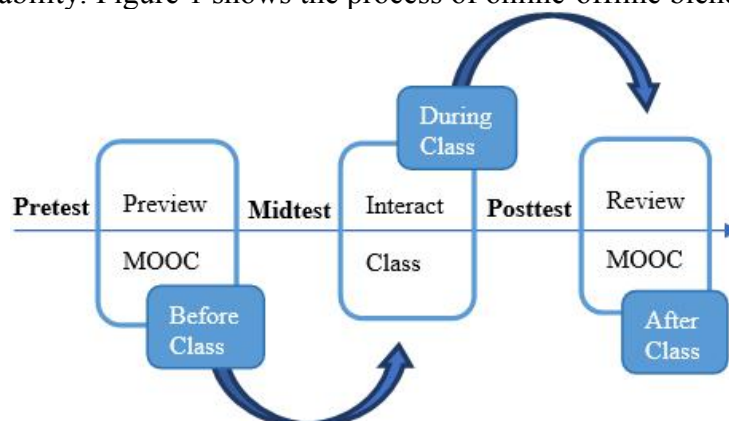 ability. Figure 1 shows the process of online-offline blend
During
Class
Pretest
Preview
Midtest
Interact
Posttest
Review
MOOC
Class
MOOC
Before
Class
After
Class